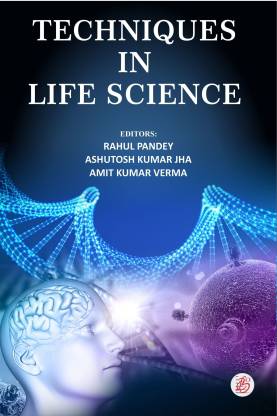 TECHNIQUES
IN
LIFE SCIENCE
EDITORS:
RAHUL PANDEY
ASHUTOSH KUMAR JHA
AMIT KUMAR VERMA